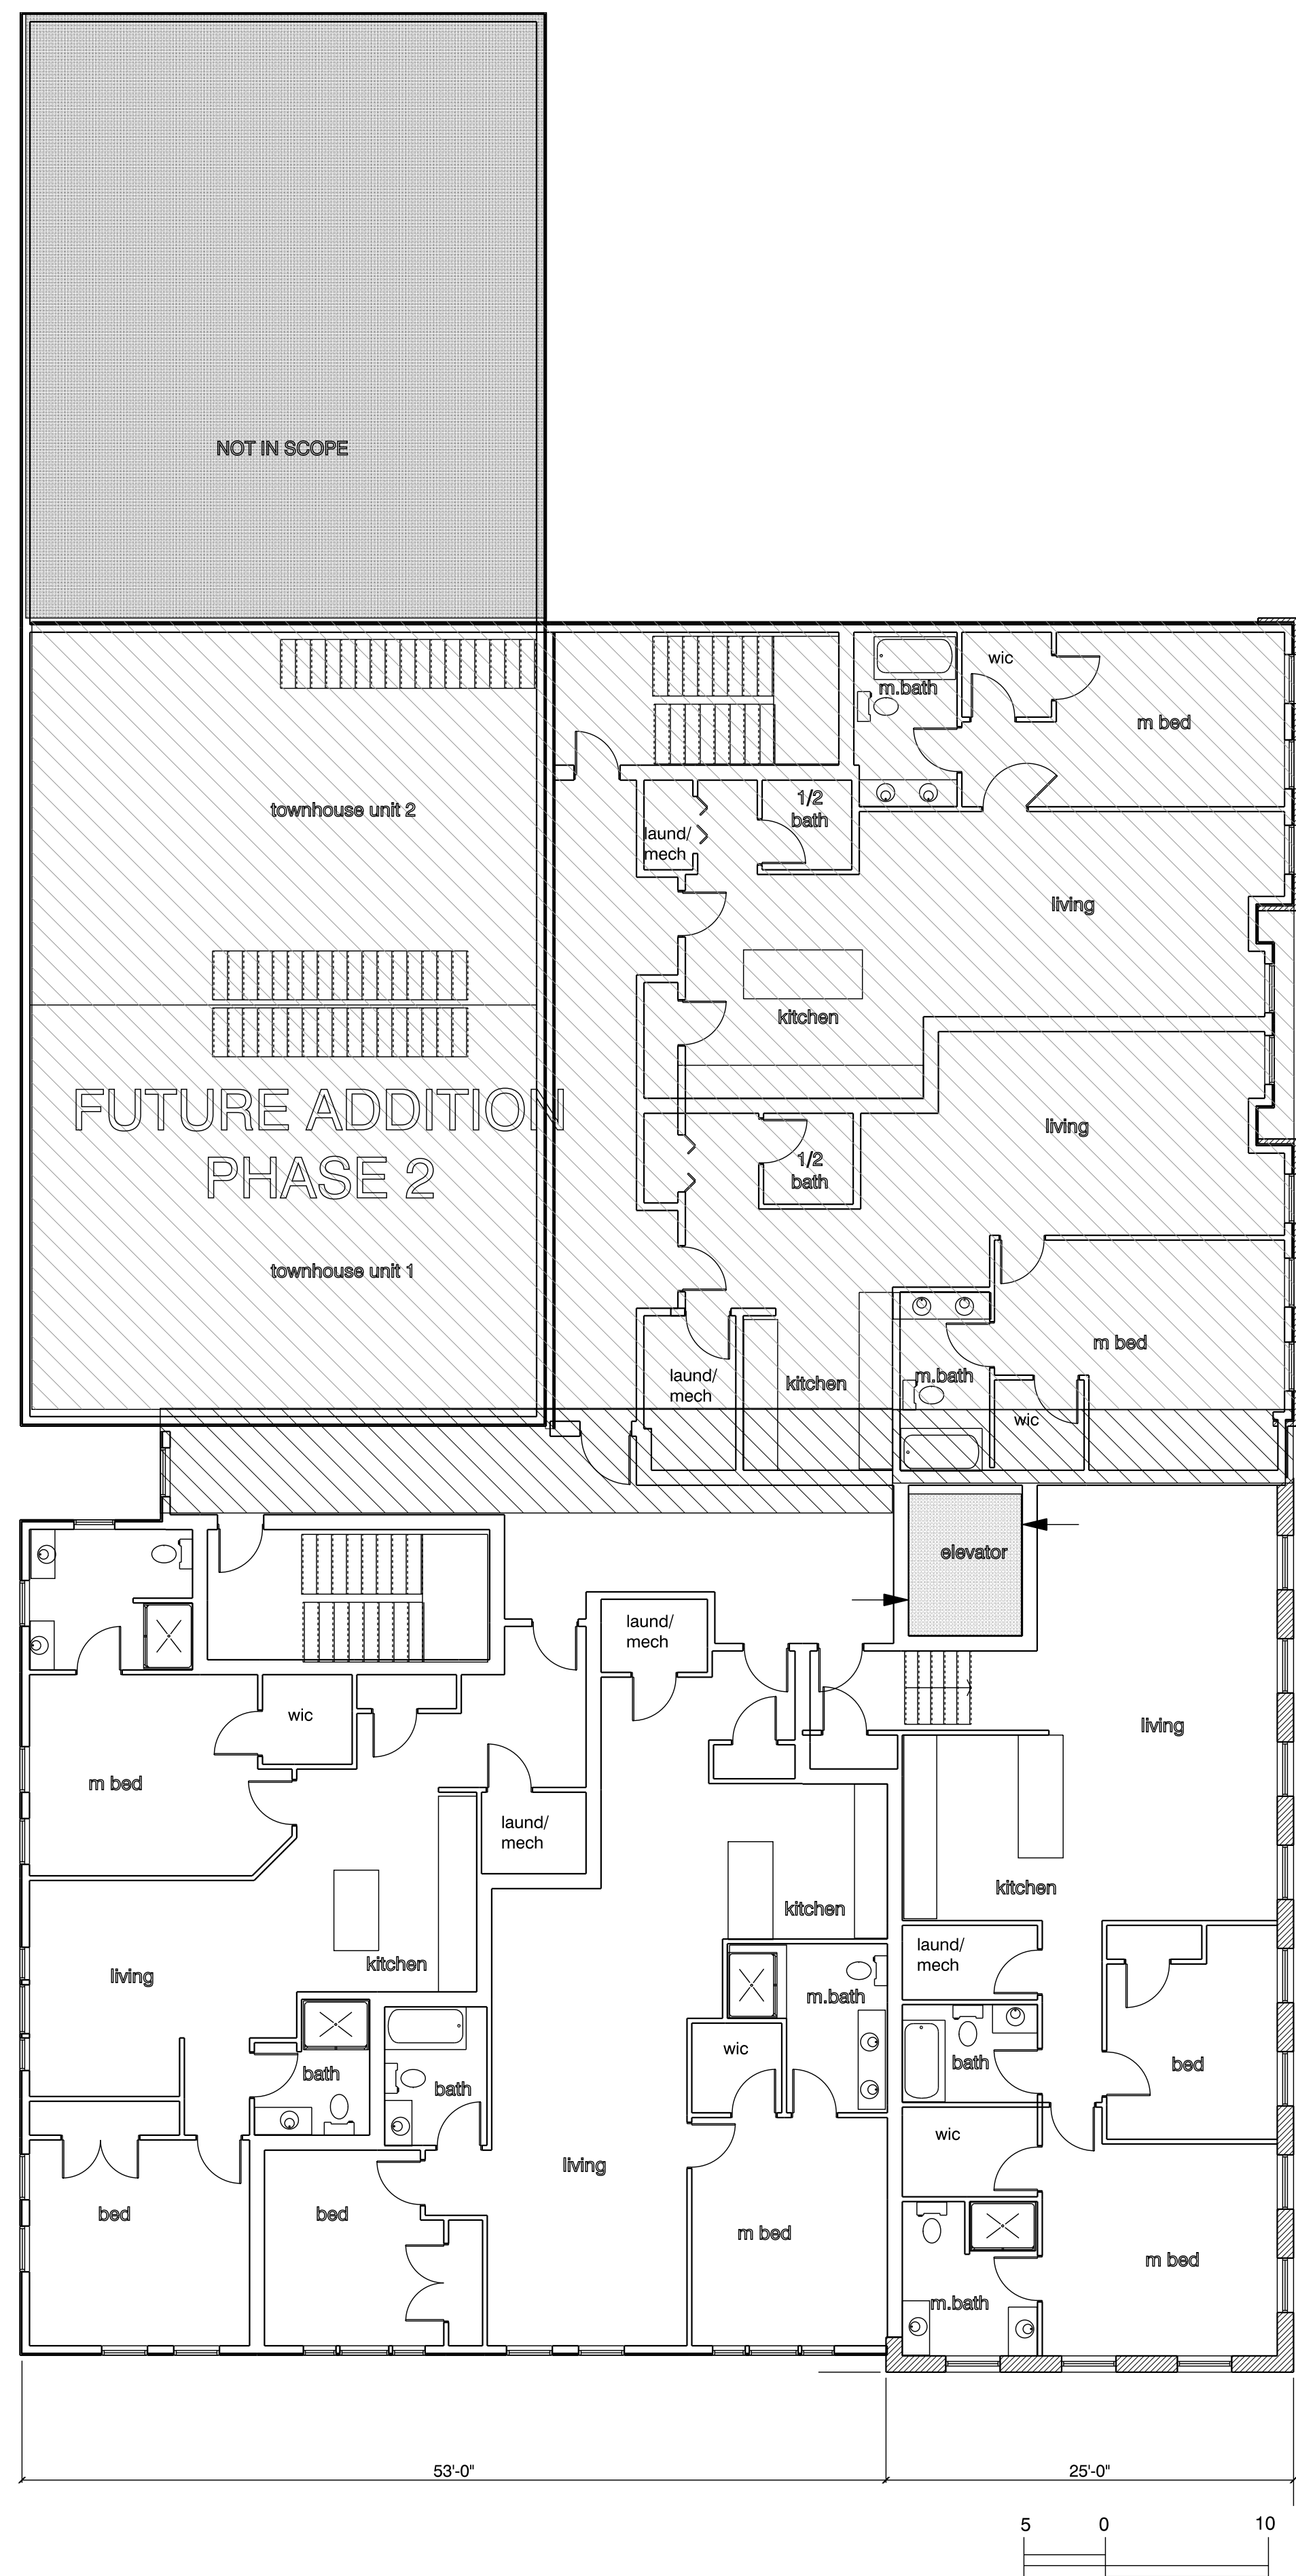 NOT IN SCOPE
wic
m.bath
m bed
townhouse unit 2
1/2
bath
laund/
mech
living
kitchen
FUTURE ADDITION
PHASE 2
living
1/2
bath
townhouse unit 1
m bed
laund/
mech
kitchen
m.bath
wic
elevator
laund/
mech
wic
living
m bed
laund/
mech
kitchen
kitchen
laund/
mech
kitchen
living
m.bath
wic
bath
bath
bath
bed
wic
living
bed
bed
m bed
m bed
m.bath
53'-0"
25'-0"
5 0 10